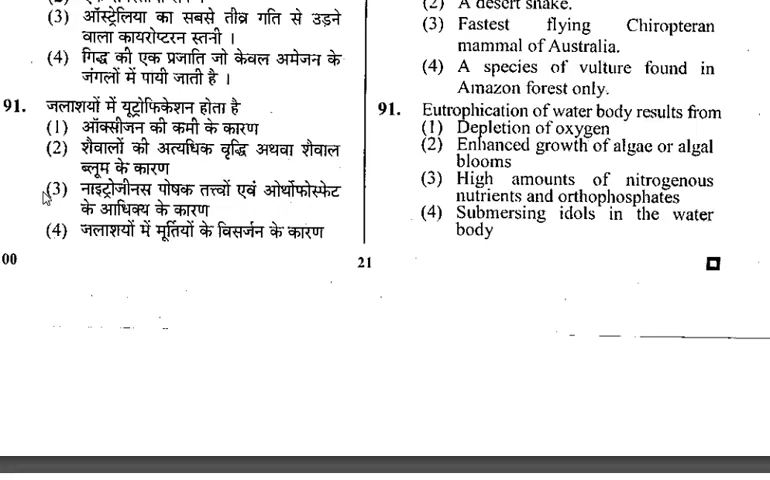 (3) ऑस्ट्रेलिया का सबसे तीव्र गति से उड़ने
वाला कायरोप्टरन स्तनी ।
(4) गिद्ध की एक प्रजाति जो केवल अमेजन के
जंगलों में पायी जाती है ।
91. जलाशयों में यूट्रोफिकेशन होता है
(1) ऑक्सीजन की कमी के कारण
(2) शैवालों की अत्यधिक वृद्धि अथवा शैवाल
ब्लूम के कारण
(3) नाइट्रोजीनस पोषक तत्त्वों एवं ऑर्थोफोस्फेट
के आधिक्य के कारण
(4) जलाशयों में मूर्तियों के विसर्जन के कारण
00
(2) A desert snake.
(3) Fastest flying Chiropteran
mammal of Australia.
(4) A species of vulture found in
Amazon forest only.
91. Eutrophication of water body results from
(1) Depletion of oxygen
(2) Enhanced growth of algae or algal
blooms
(3) High amounts of nitrogenous
nutrients and orthophosphates
(4) Submersing idols in the water
body
21